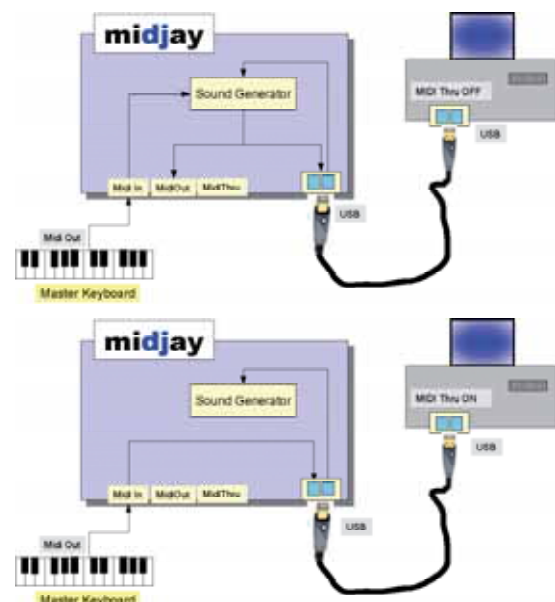 midjay
Sound Generator
MIDI Thru OFF
USB
Midi In MidiOut MidiThru
USB
Midi Out
Master Keyboard
midjay
Sound Generator
MIDI Thru ON
USB
Midi In MidiOut MidiThru
USB
Midi Out
Master Keyboard